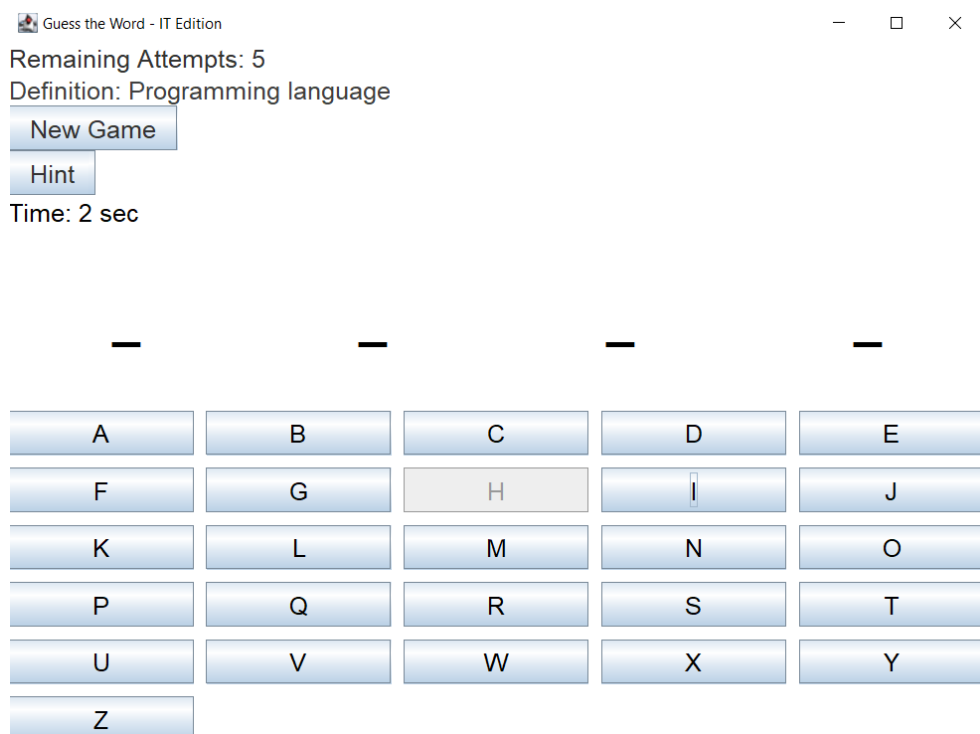 Guess the Word - IT Edition
Remaining Attempts: 5
Definition: Programming language
New Game
Hint
Time: 2 sec
_ _ _ _
A B C D E
F G H I J
K L M N O
P Q R S T
U V W X Y
Z